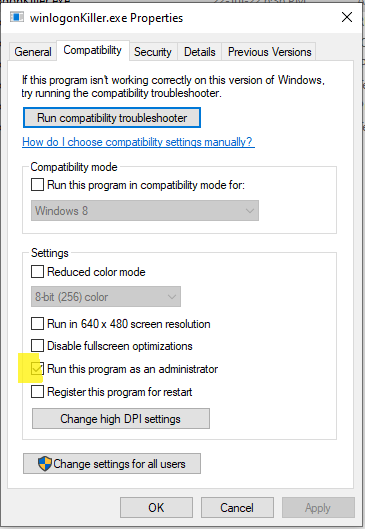 winlogonKiller.exe Properties
General
Compatibility
Security
Details
Previous Versions
If this program isn't working correctly on this version of Windows,
try running the compatibility troubleshooter.
Run compatibility troubleshooter
How do I choose compatibility settings manually?
Compatibility mode
Run this program in compatibility mode for:
Windows 8
Settings
Reduced color mode
8-bit (256) color
Run in 640 x 480 screen resolution
Disable fullscreen optimizations
Run this program as an administrator
Register this program for restart
Change high DPI settings
Change settings for all users
OK
Cancel
Apply